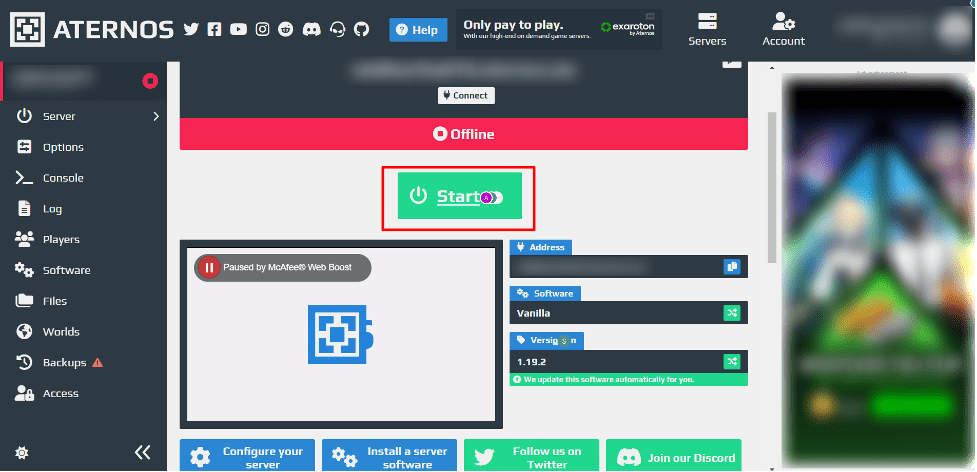 ATERNOS
Help
Only pay to play.
With our high-end on demand game servers.
exaroton
by Aternos
Servers
Account
Server
Options
Console
Log
Players
Software
Files
Worlds
Backups
Access
Connect
Offline
Start
A
Paused by McAfee® Web Boost
Address
Software
Vanilla
Version
1.19.2
We update this software automatically for you.
Configure your
server
Install a server
software
Follow us on
Twitter
Join our Discord
Advertisement